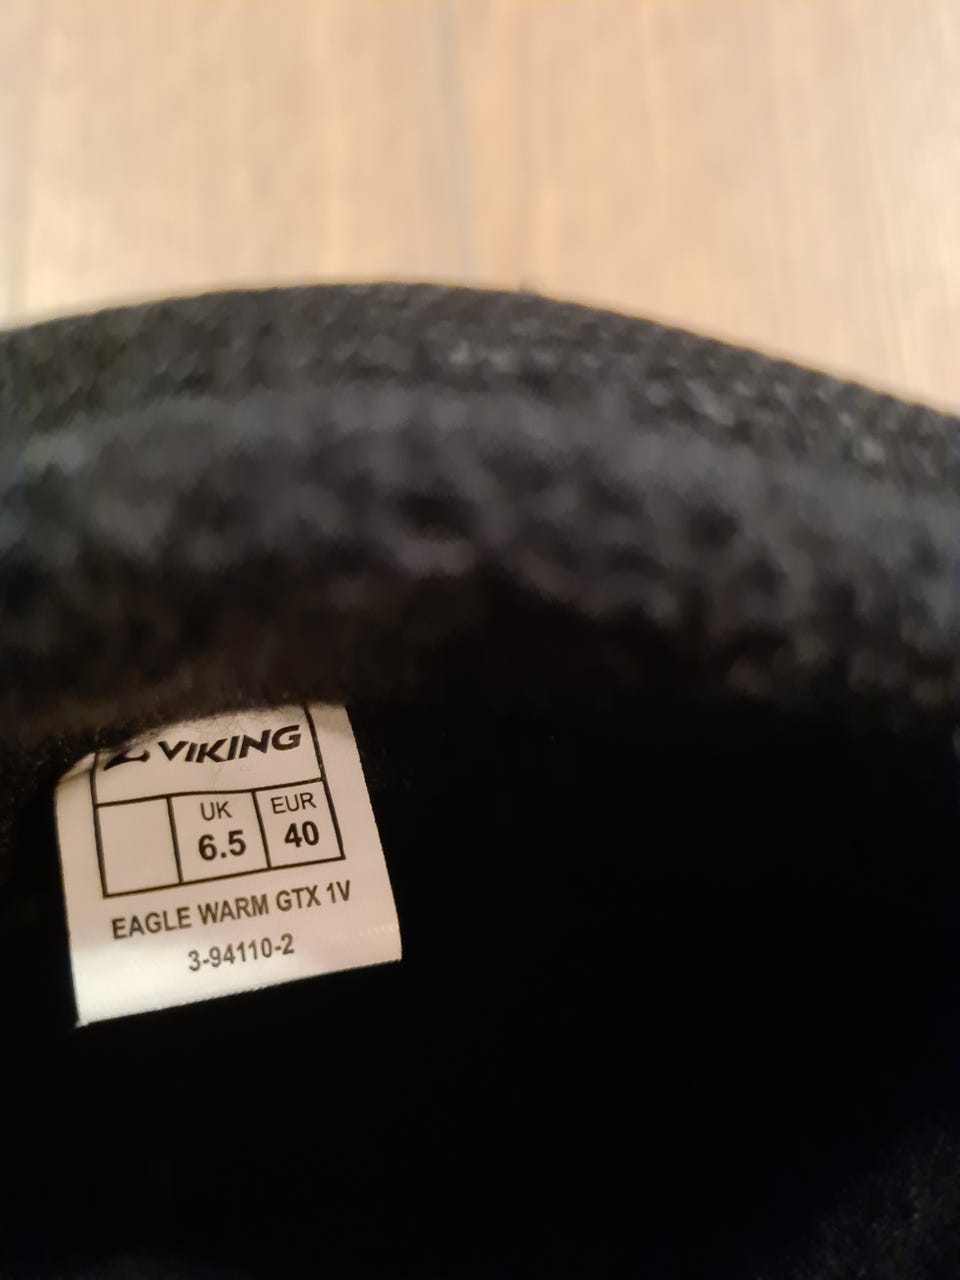 VIKING
UK EUR
6.5 40
EAGLE WARM GTX 1V
3-94110-2